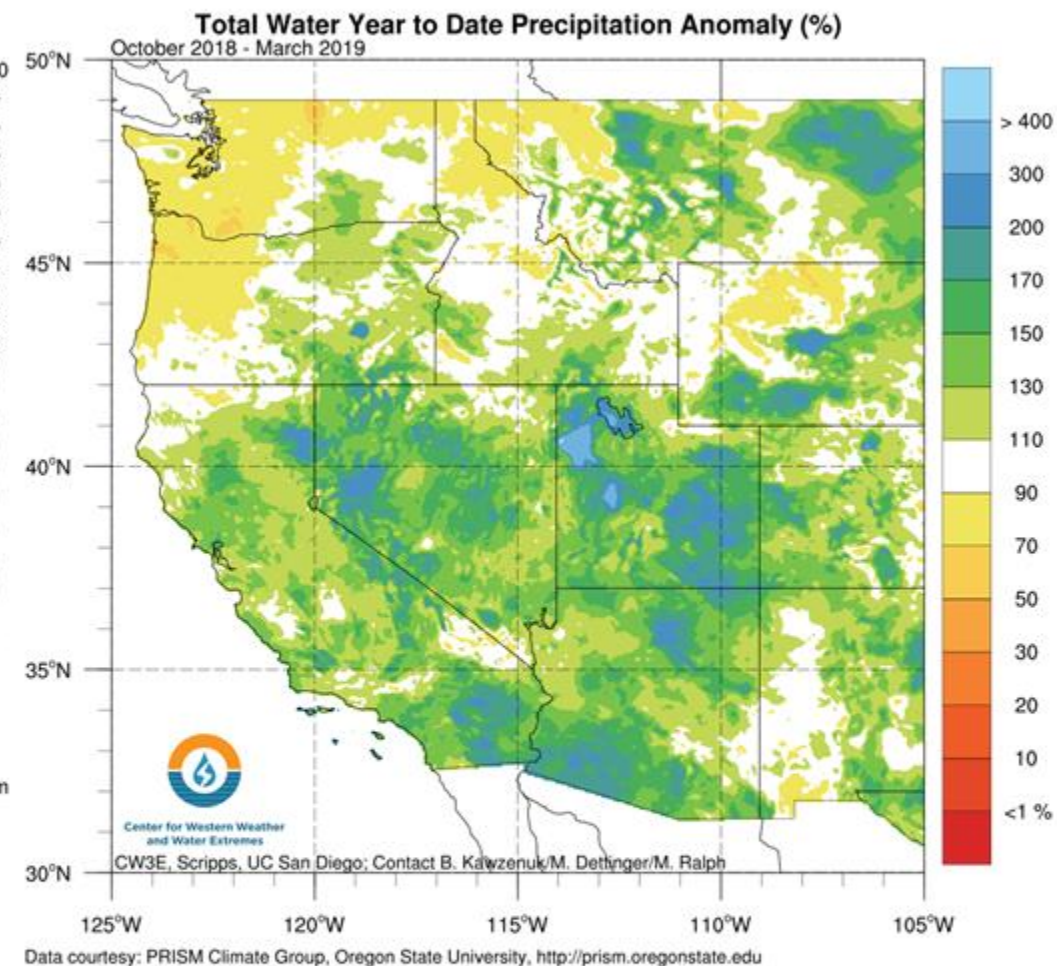 Total Water Year to Date Precipitation Anomaly (%)
October 2018 - March 2019
50°N
45°N
40°N
35°N
30°N
125°W
120°W
115°W
110°W
105°W
> 400
300
200
170
150
130
110
90
70
50
30
20
10
<1 %
Center for Western Weather
and Water Extremes
CW3E, Scripps, UC San Diego; Contact B. Kawzenuk/M. Dettinger/M. Ralph
Data courtesy: PRISM Climate Group, Oregon State University, http://prism.oregonstate.edu